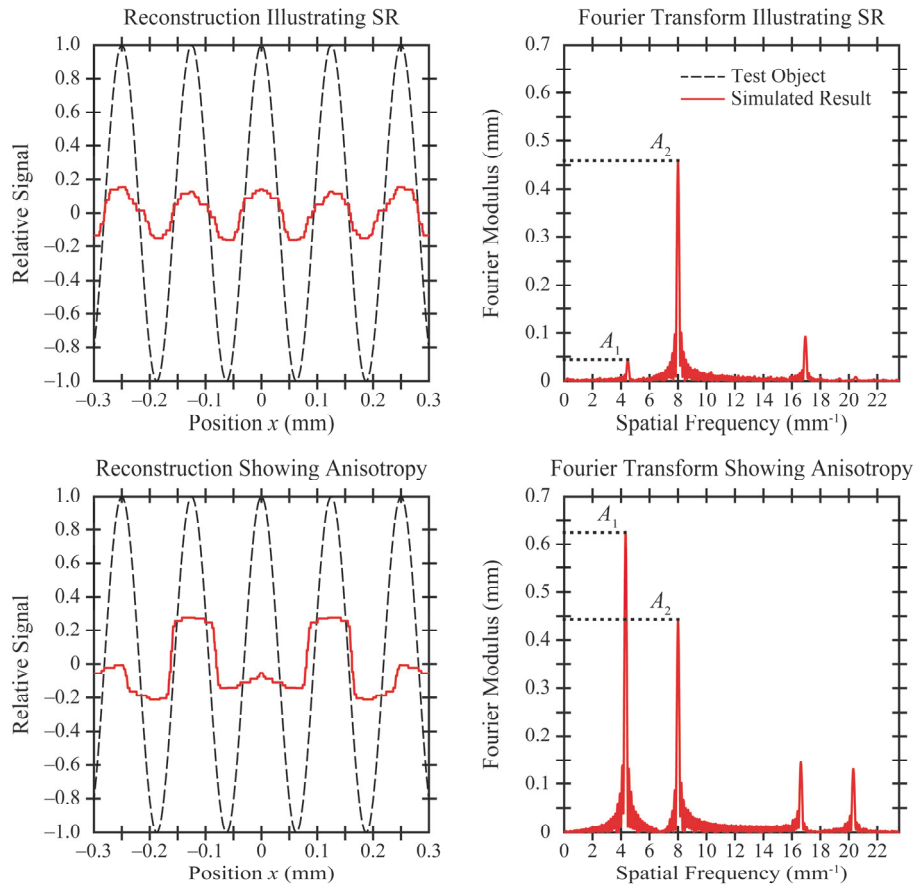 Reconstruction Illustrating SR
1.0
0.8
0.6
0.4
0.2
0
–0.2
–0.4
–0.6
–0.8
–1.0
Relative Signal
–0.3 –0.2 –0.1 0 0.1 0.2 0.3
Position x (mm)
Fourier Transform Illustrating SR
0.7
0.6
0.5
0.4
0.3
0.2
0.1
0
Fourier Modulus (mm)
Test Object
Simulated Result
A2
A1
0 2 4 6 8 10 12 14 16 18 20 22
Spatial Frequency (mm-1)
Reconstruction Showing Anisotropy
1.0
0.8
0.6
0.4
0.2
0
–0.2
–0.4
–0.6
–0.8
–1.0
Relative Signal
–0.3 –0.2 –0.1 0 0.1 0.2 0.3
Position x (mm)
Fourier Transform Showing Anisotropy
0.7
0.6
0.5
0.4
0.3
0.2
0.1
0
Fourier Modulus (mm)
A1
A2
0 2 4 6 8 10 12 14 16 18 20 22
Spatial Frequency (mm-1)